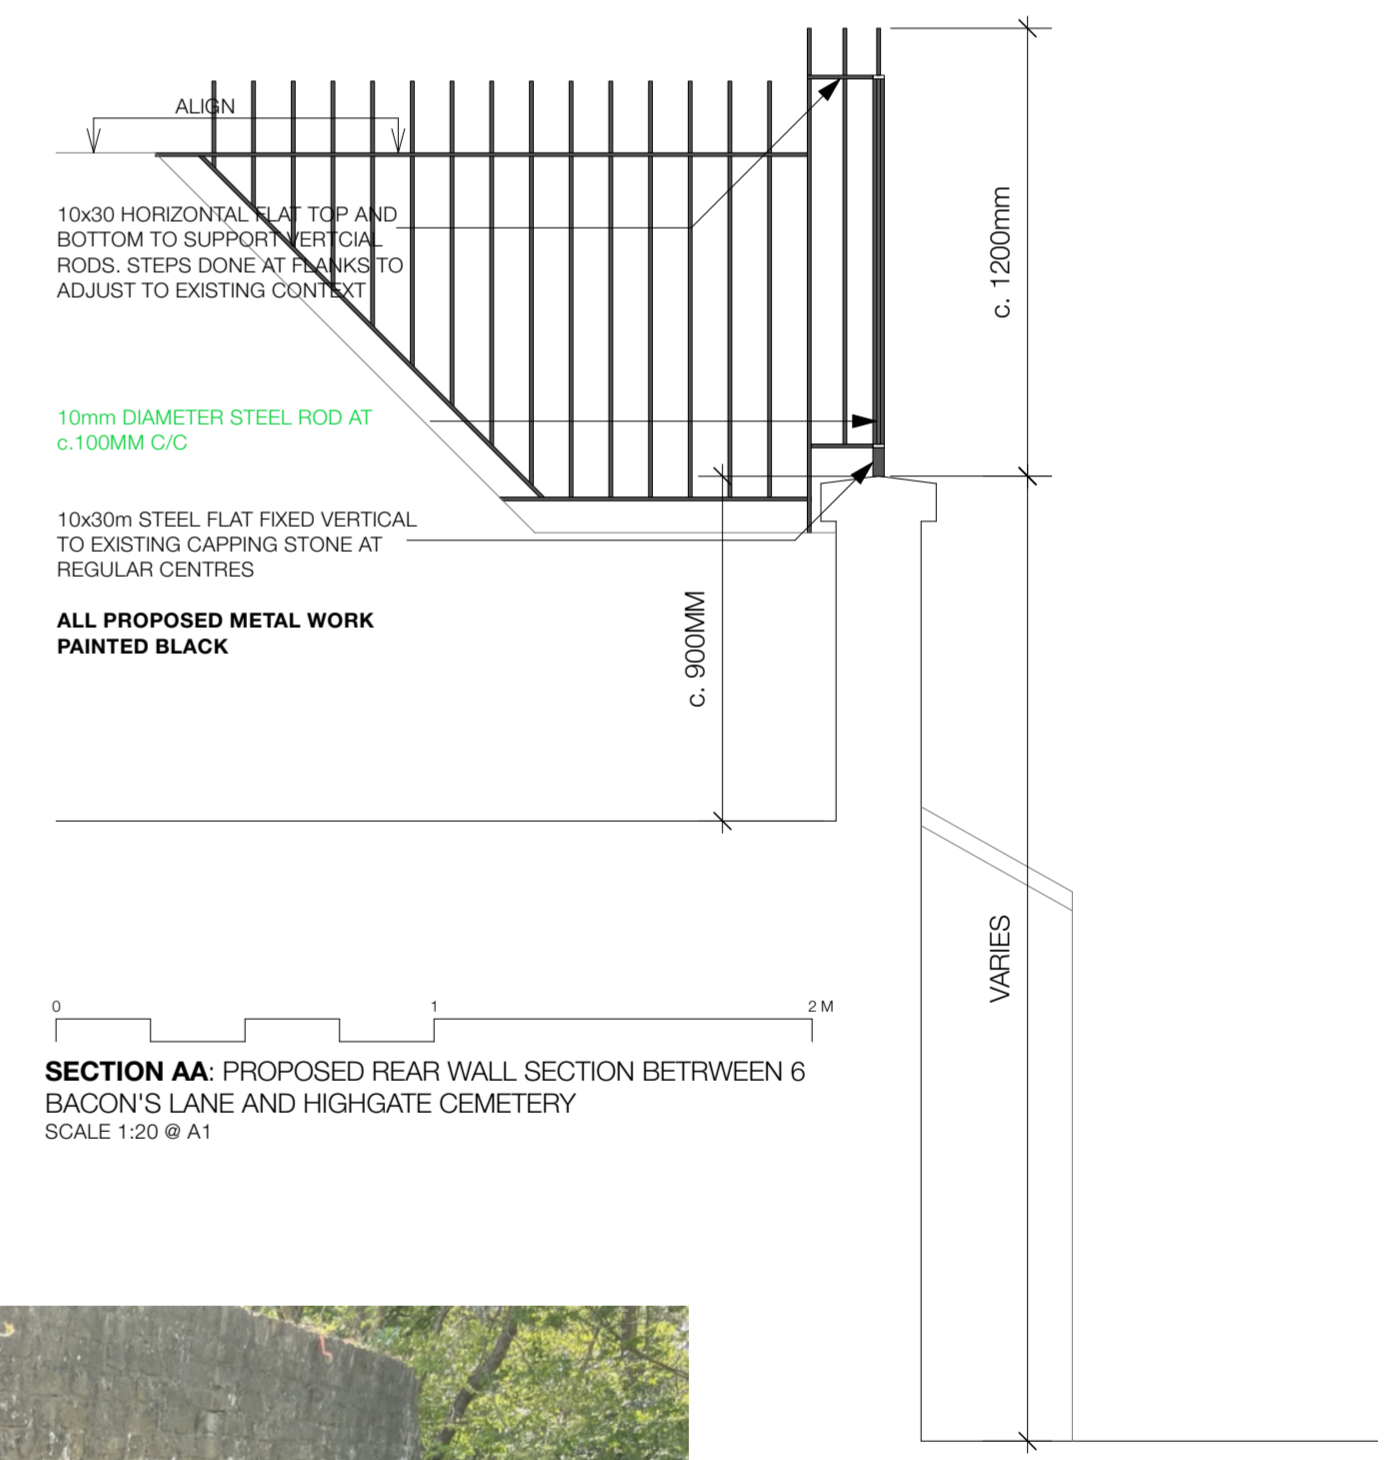 ALIGN
10x30 HORIZONTAL FLAT TOP AND
BOTTOM TO SUPPORT VERTCIAL
RODS. STEPS DONE AT FLANKS TO
ADJUST TO EXISTING CONTEXT
c. 1200mm
10mm DIAMETER STEEL ROD AT
c.100MM C/C
10x30m STEEL FLAT FIXED VERTICAL
TO EXISTING CAPPING STONE AT
REGULAR CENTRES
ALL PROPOSED METAL WORK
PAINTED BLACK
c. 900MM
VARIES
0 1 2 M
SECTION AA: PROPOSED REAR WALL SECTION BETRWEEN 6
BACON'S LANE AND HIGHGATE CEMETERY
SCALE 1:20 @ A1